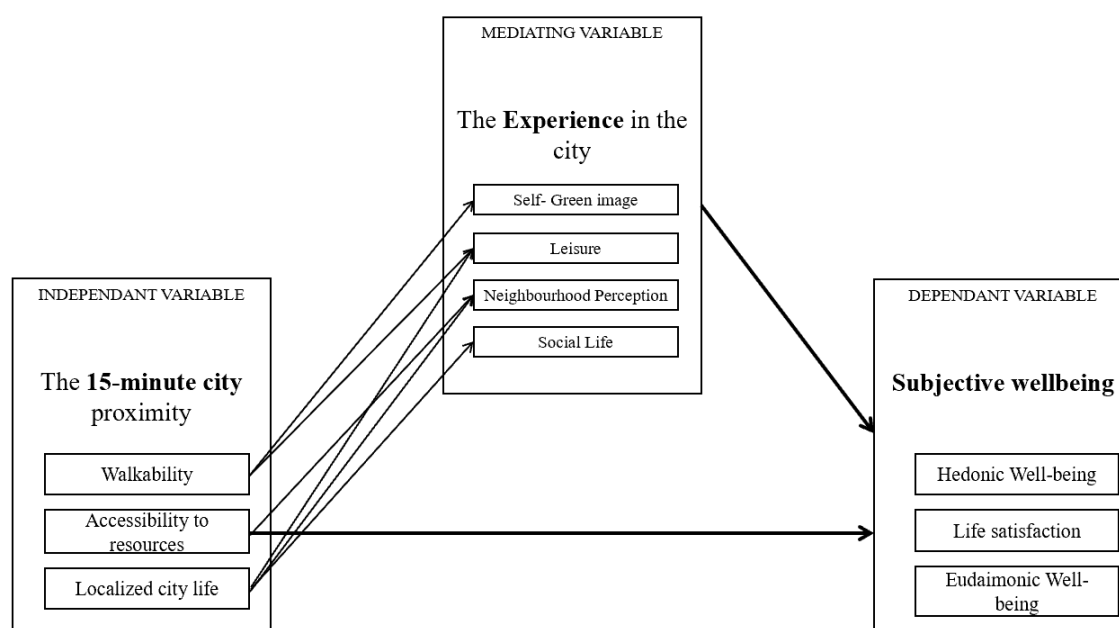 MEDIATING VARIABLE
The Experience in the
city
Self- Green image
Leisure
Neighbourhood Perception
Social Life
INDEPENDANT VARIABLE
The 15-minute city
proximity
Walkability
Accessibility to
resources
Localized city life
DEPENDANT VARIABLE
Subjective wellbeing
Hedonic Well-being
Life satisfaction
Eudaimonic Well-
being